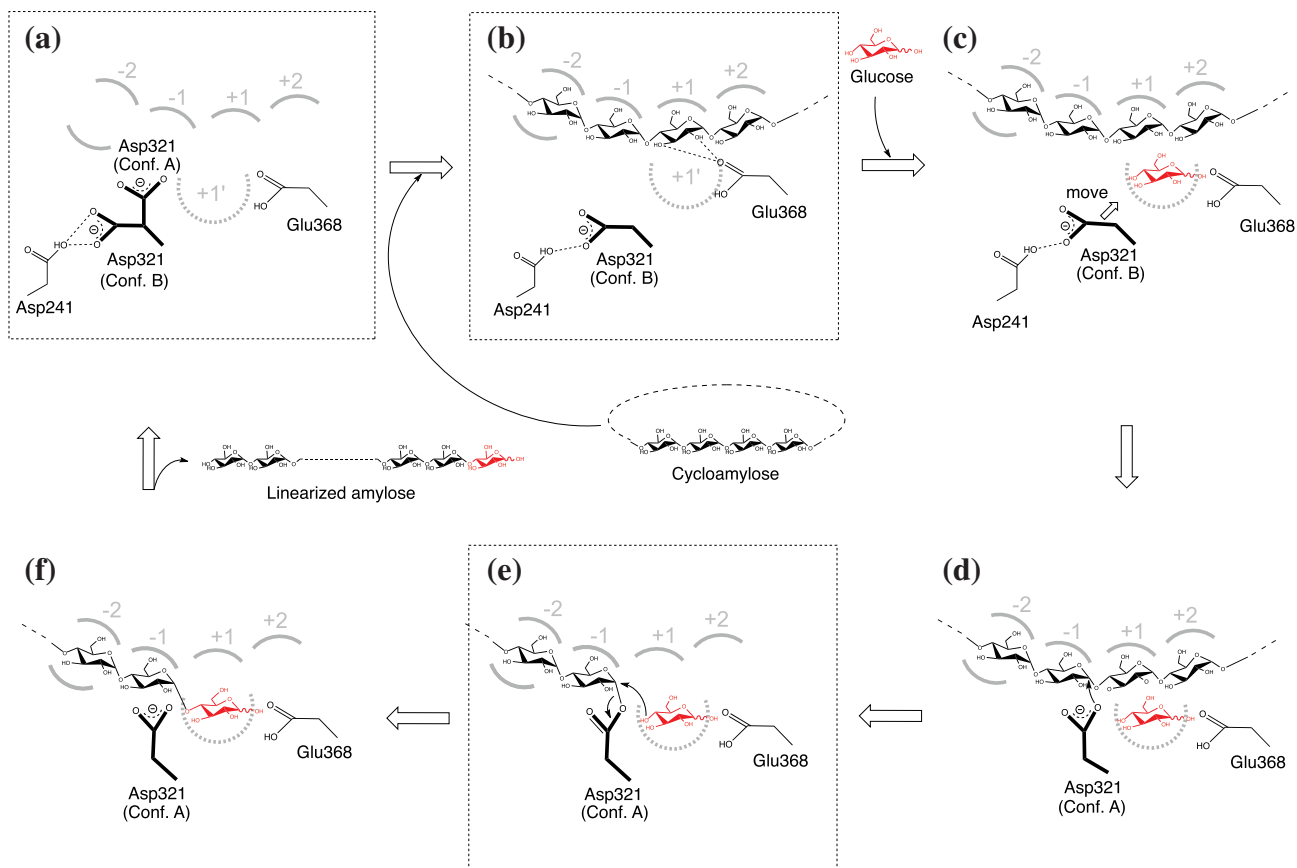 (a)
-2
-1
+1
+2
Asp321
(Conf. A)
+1'
Glu368
Asp321
(Conf. B)
Asp241
(b)
-2
-1
+1
+2
+1'
Glu368
Asp321
(Conf. B)
Asp241
Glucose
(c)
-2
-1
+1
+2
move
Glu368
Asp321
(Conf. B)
Asp241
Linearized amylose
Cycloamylose
(f)
-2
-1
+1
+2
Glu368
Asp321
(Conf. A)
(e)
-2
-1
+1
+2
Glu368
Asp321
(Conf. A)
(d)
-2
-1
+1
+2
Glu368
Asp321
(Conf. A)